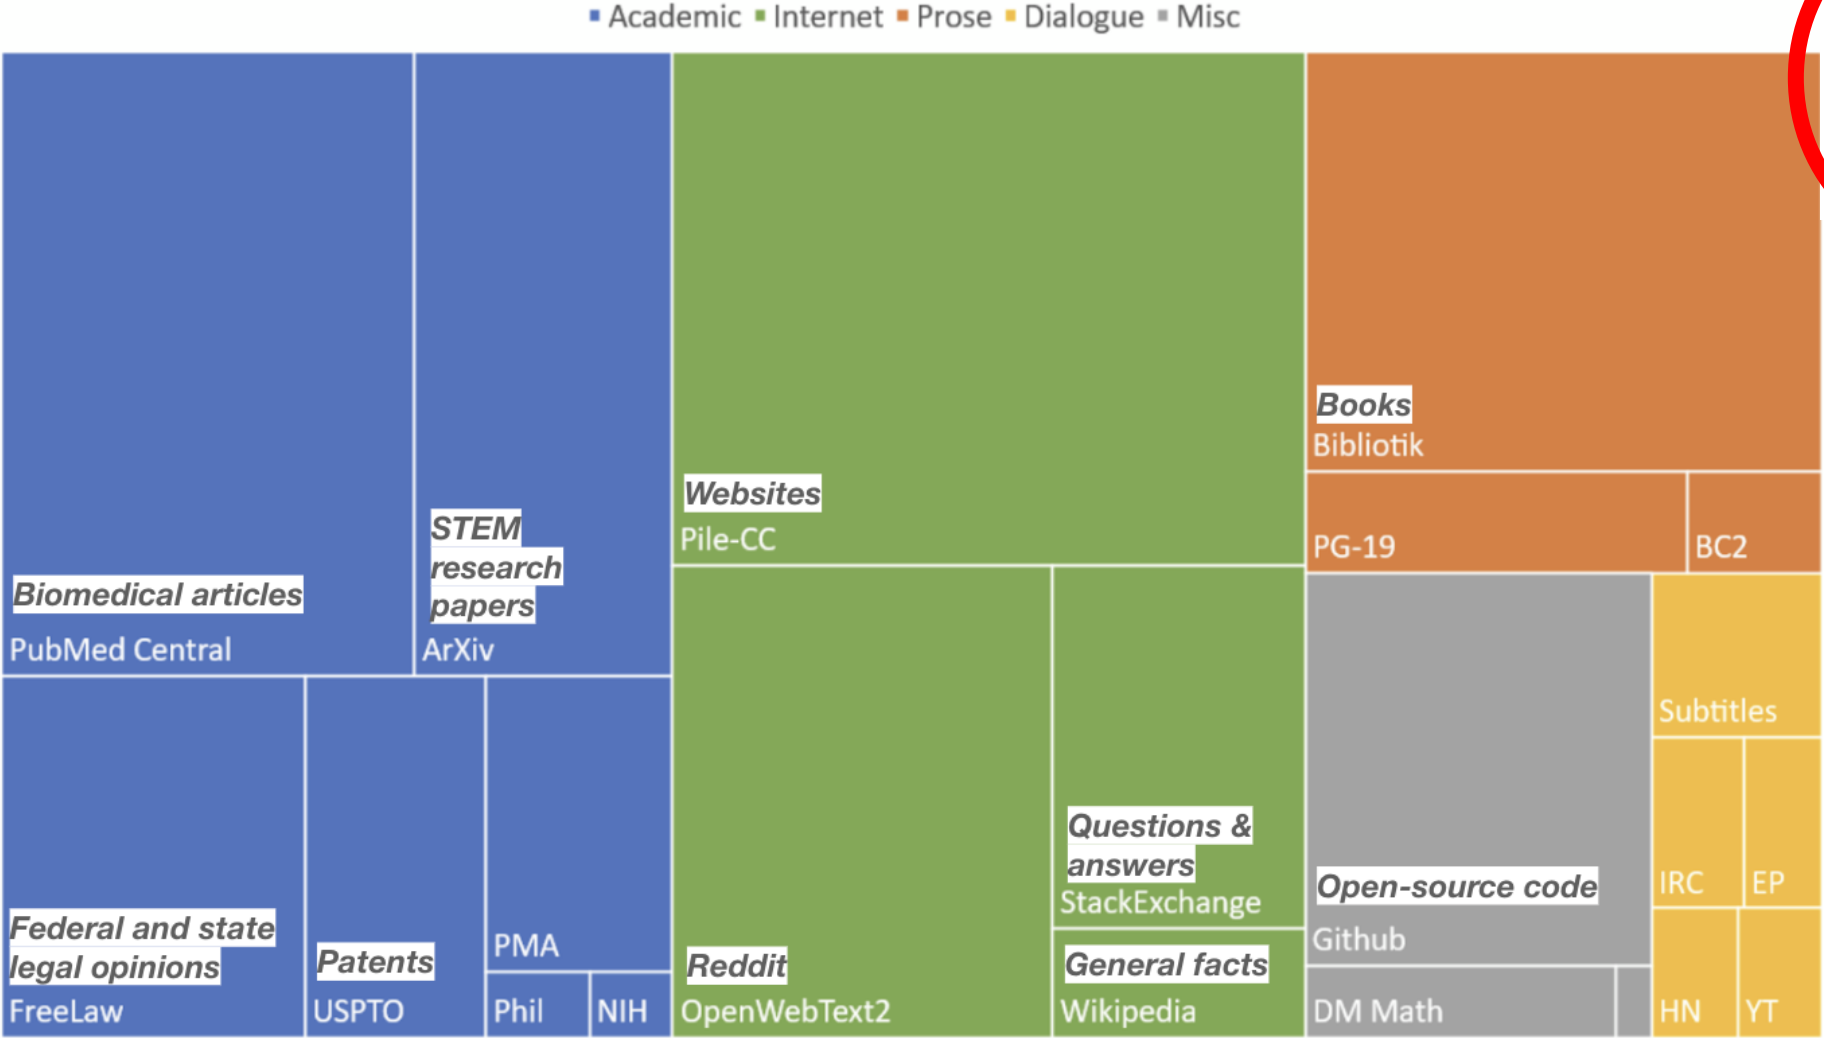 Academic Internet Prose Dialogue Misc
Biomedical articles
PubMed Central
STEM
research
papers
ArXiv
Federal and state
legal opinions
FreeLaw
Patents
USPTO
PMA
Phil
NIH
Websites
Pile-CC
Reddit
OpenWebText2
Questions &
answers
StackExchange
General facts
Wikipedia
Books
Bibliotik
PG-19
BC2
Open-source code
Github
DM Math
Subtitles
IRC
EP
HN
YT